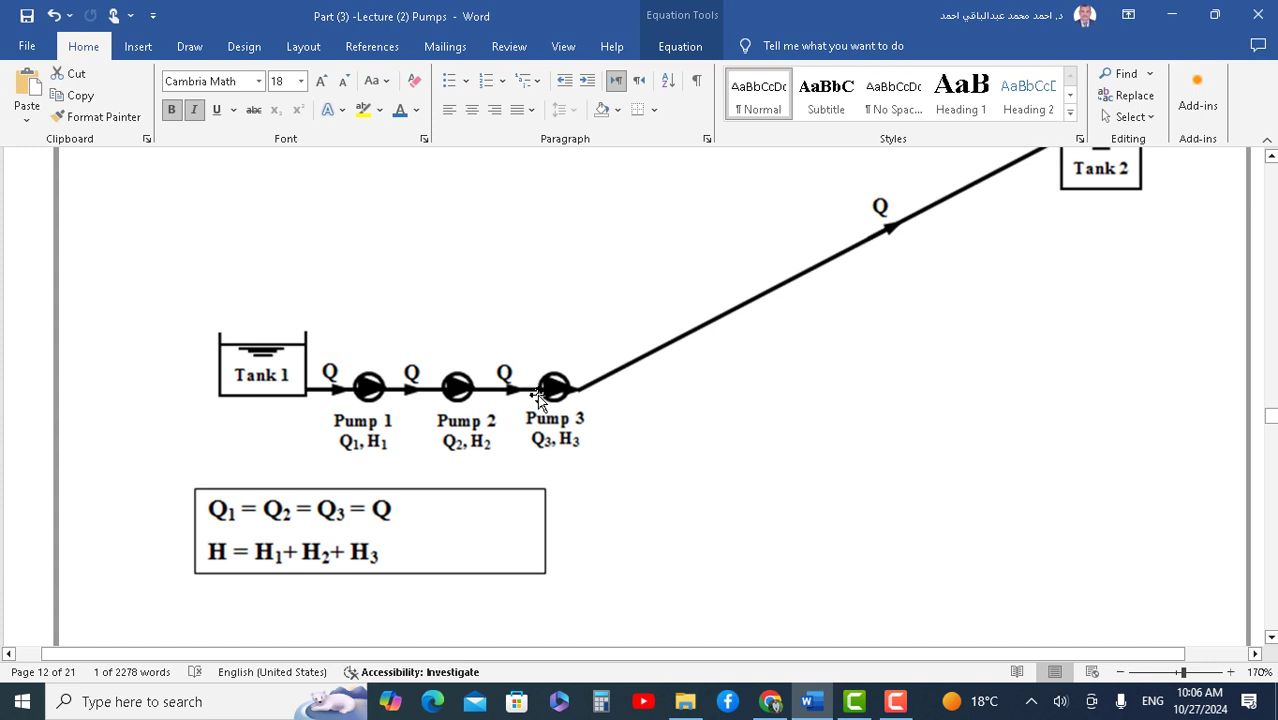 Part (3) -Lecture (2) Pumps - Word
Equation Tools
د. احمد محمد عبدالباقي احمد
File Home Insert Draw Design Layout References Mailings Review View Help Equation Tell me what you want to do
Paste
Cut
Copy
Format Painter
Clipboard
Cambria Math 18
Aa
B I U abc x₂ x²
Font
Paragraph
AaBbCcDc AaBbC AaBbCcDc AaB AaBbCcE
¶ Normal Subtitle ¶ No Spac... Heading 1 Heading 2
Styles
Find
Replace
Select
Editing
Add-ins
Add-ins
Tank 2
Q
Tank 1
Q Q Q
Pump 1 Pump 2 Pump 3
Q₁, H₁ Q₂, H₂ Q₃, H₃
Q₁ = Q₂ = Q₃ = Q
H = H₁+ H₂+ H₃
Page 12 of 21 1 of 2278 words English (United States) Accessibility: Investigate 170%
Type here to search
18°C
ENG
10:06 AM
10/27/2024